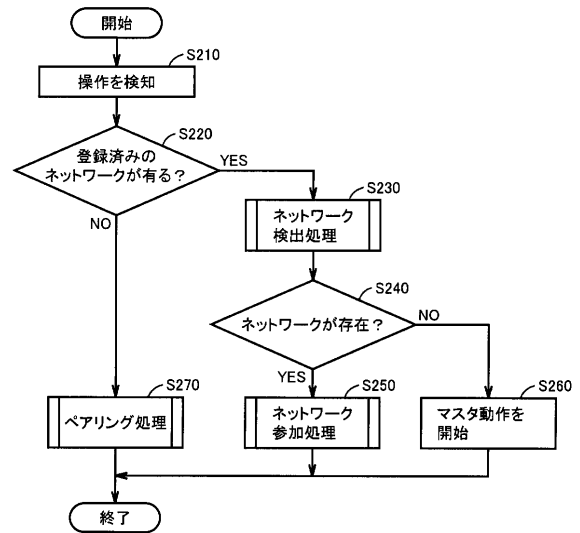 開始
S210
操作を検知
S220
登録済みの
ネットワークが有る？
YES
NO
S230
ネットワーク
検出処理
S240
ネットワークが存在？
NO
YES
S270
ペアリング処理
S250
ネットワーク
参加処理
S260
マスタ動作を
開始
終了